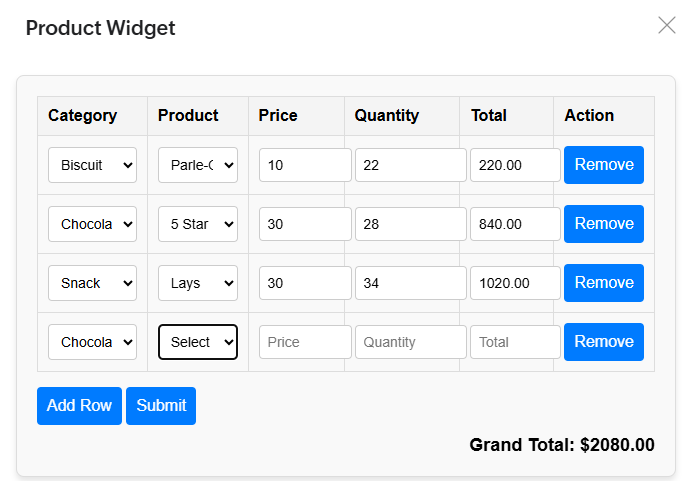 Product Widget
Category Product Price Quantity Total Action
Biscuit Parle-G 10 22 220.00 Remove
Chocola 5 Star 30 28 840.00 Remove
Snack Lays 30 34 1020.00 Remove
Chocola Select Price Quantity Total Remove
Add Row Submit
Grand Total: $2080.00